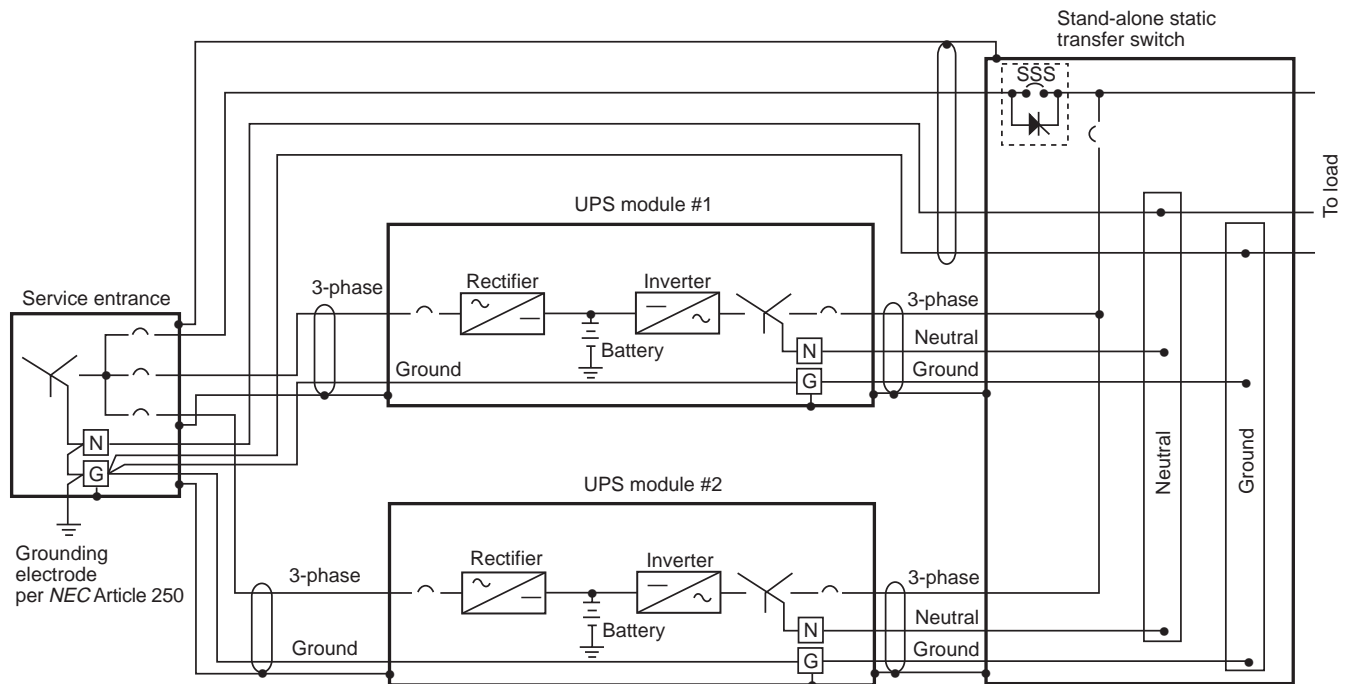 Stand-alone static
transfer switch
SSS
To load
UPS module #1
3-phase
Rectifier
Inverter
3-phase
Service entrance
Battery
N
Neutral
Ground
G
Ground
N
G
Neutral
Ground
UPS module #2
Grounding
electrode
per NEC Article 250
3-phase
Rectifier
Inverter
3-phase
Battery
N
Neutral
Ground
G
Ground